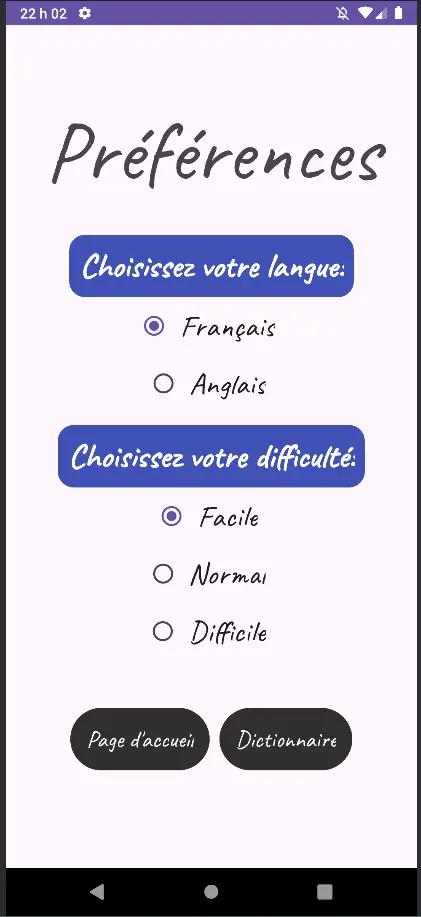 22 h 02
Préférences
Choisissez votre langue:
Français
Anglais
Choisissez votre difficulté:
Facile
Normal
Difficile
Page d'accueil Dictionnaire